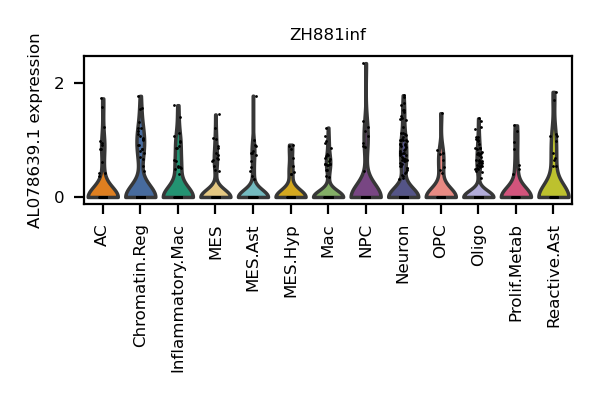 ZH881inf
AL078639.1 expression
2
0
AC
Chromatin.Reg
Inflammatory.Mac
MES
MES.Ast
MES.Hyp
Mac
NPC
Neuron
OPC
Oligo
Prolif.Metab
Reactive.Ast